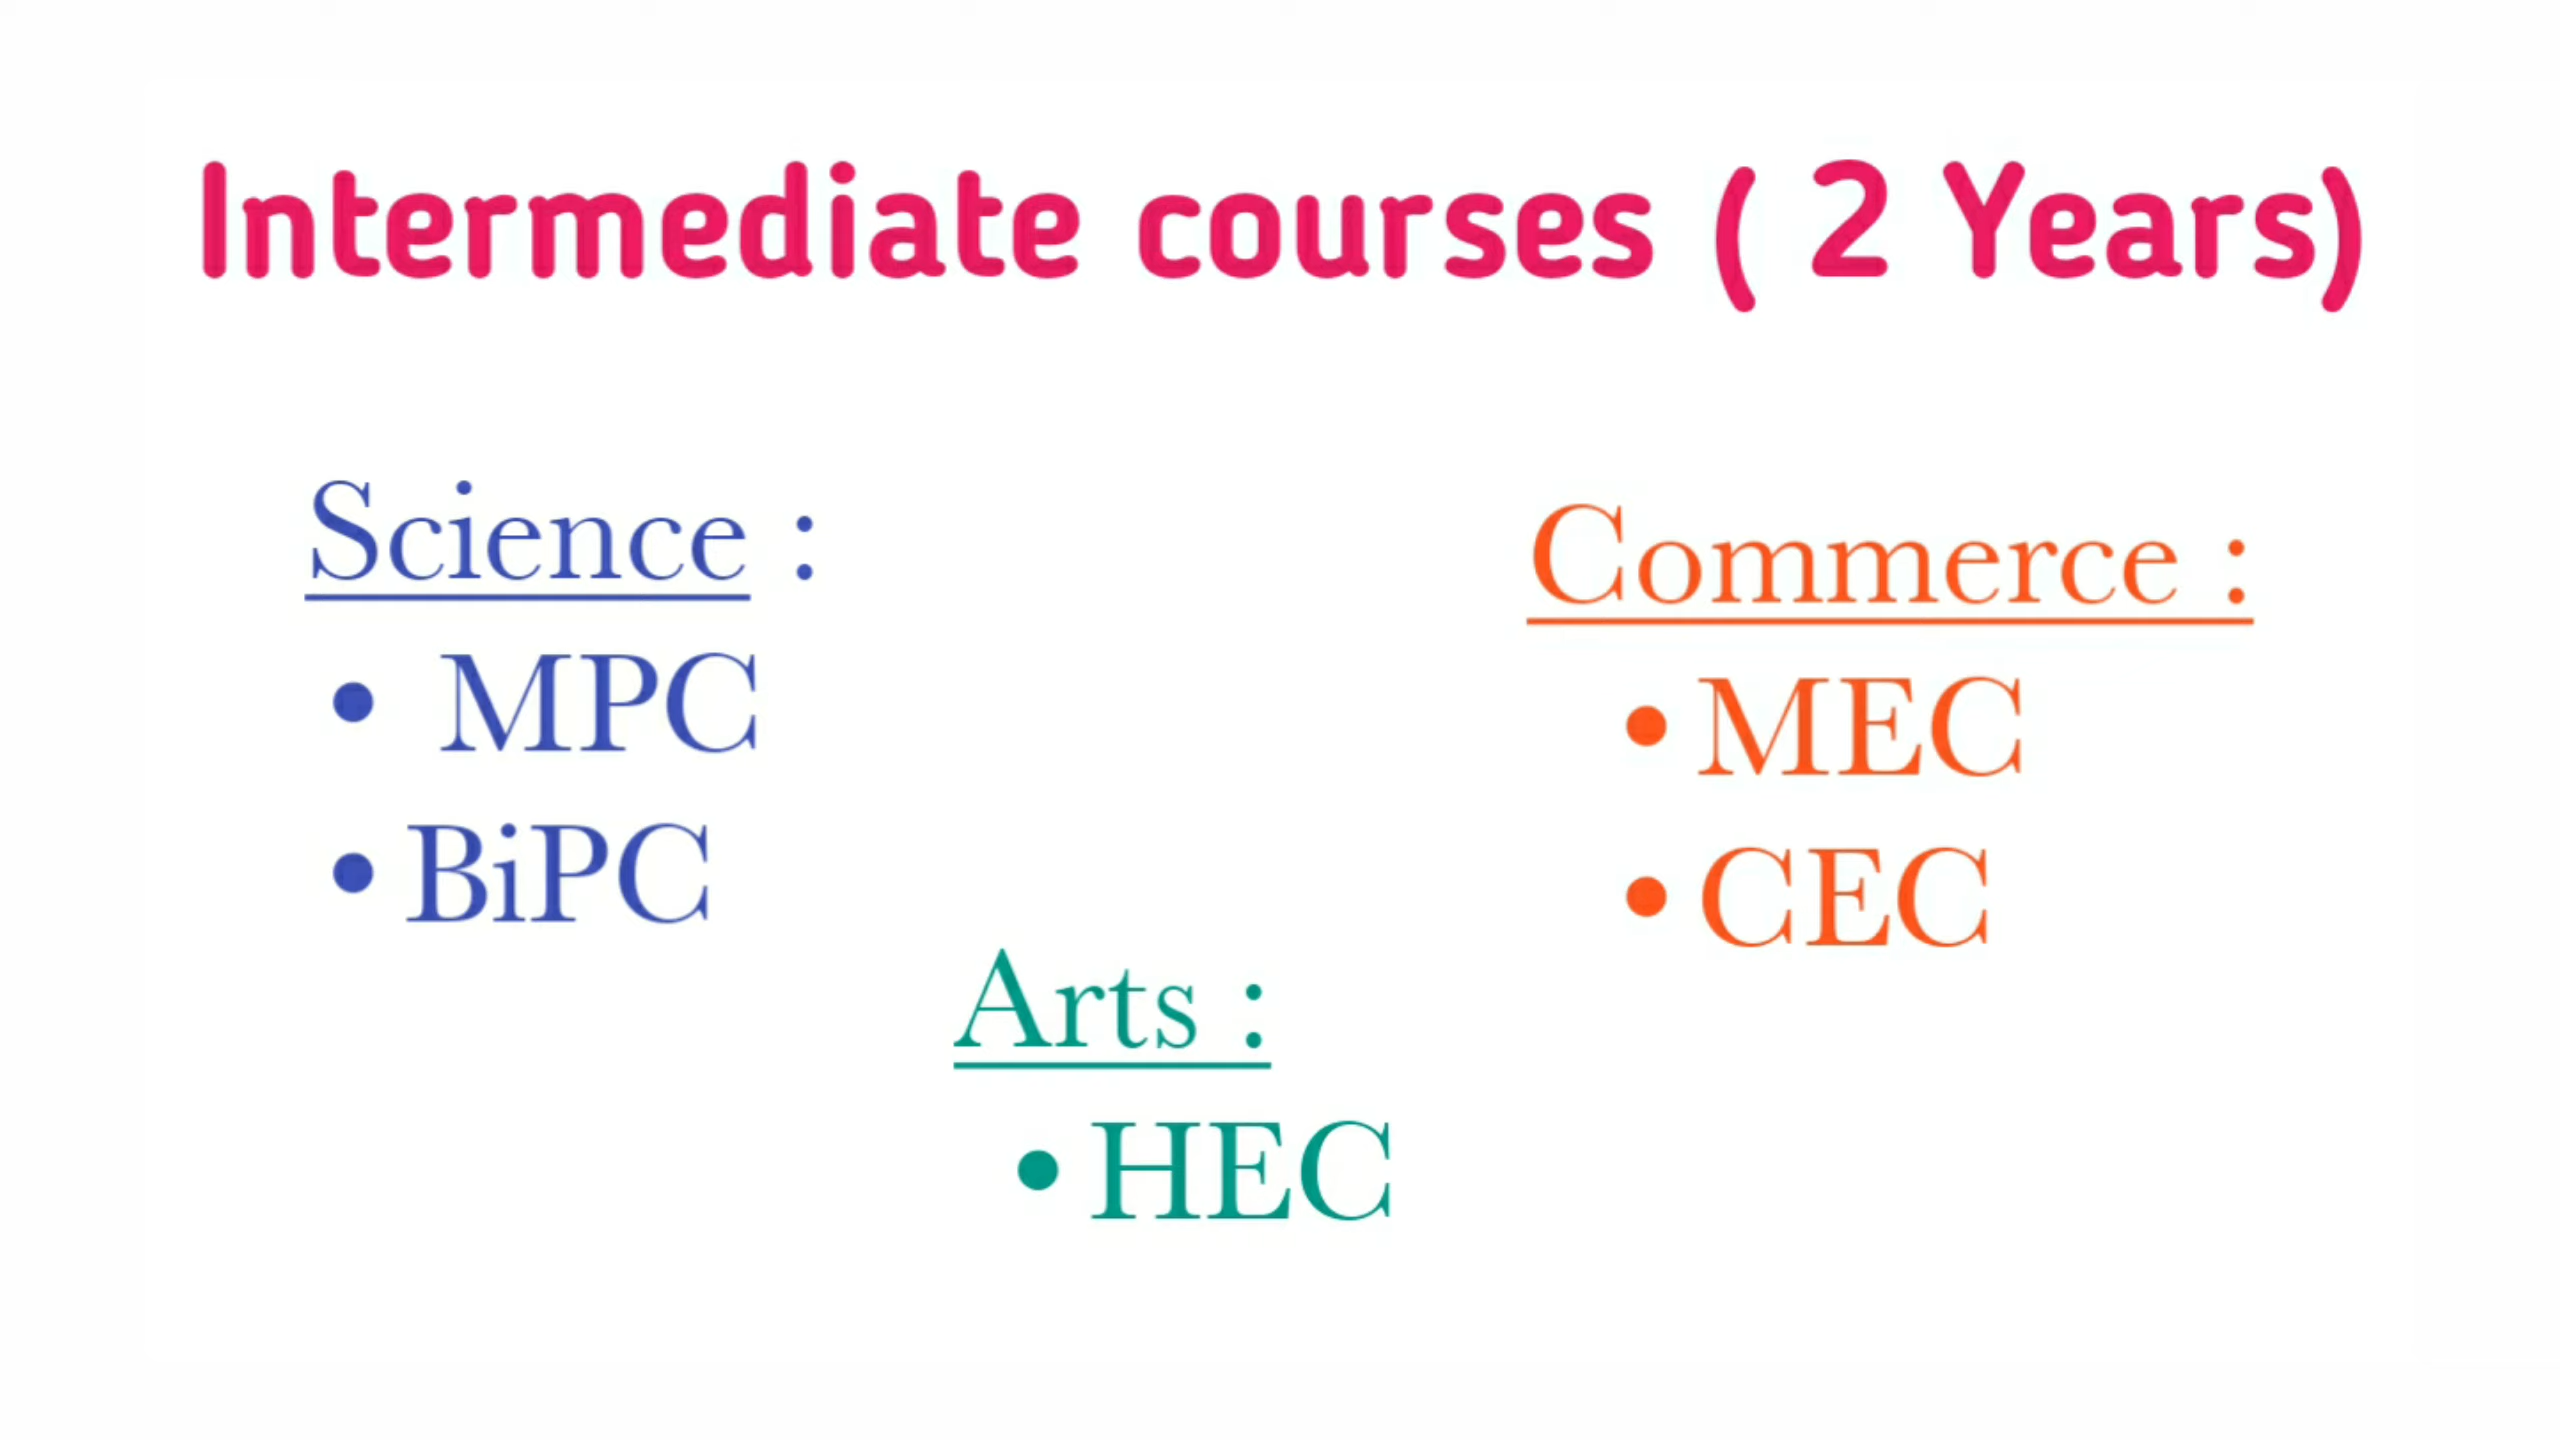 Intermediate courses ( 2 Years)
Science :
• MPC
• BiPC
Commerce :
• MEC
• CEC
Arts :
• HEC